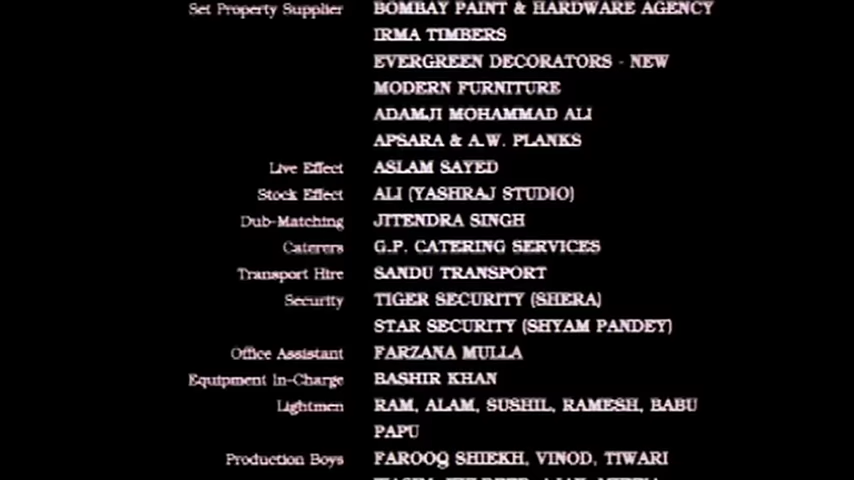 Set Property Supplier BOMBAY PAINT & HARDWARE AGENCY
IRMA TIMBERS
EVERGREEN DECORATORS - NEW
MODERN FURNITURE
ADAMJI MOHAMMAD ALI
APSARA & A.W. PLANKS
Live Effect ASLAM SAYED
Stock Effect ALI (YASHRAJ STUDIO)
Dub-Matching JITENDRA SINGH
Caterers G.P. CATERING SERVICES
Transport Hire SANDU TRANSPORT
Security TIGER SECURITY (SHERA)
STAR SECURITY (SHYAM PANDEY)
Office Assistant FARZANA MULLA
Equipment In-Charge BASHIR KHAN
Lightmen RAM, ALAM, SUSHIL, RAMESH, BABU
PAPU
Production Boys FAROOQ SHIEKH, VINOD, TIWARI